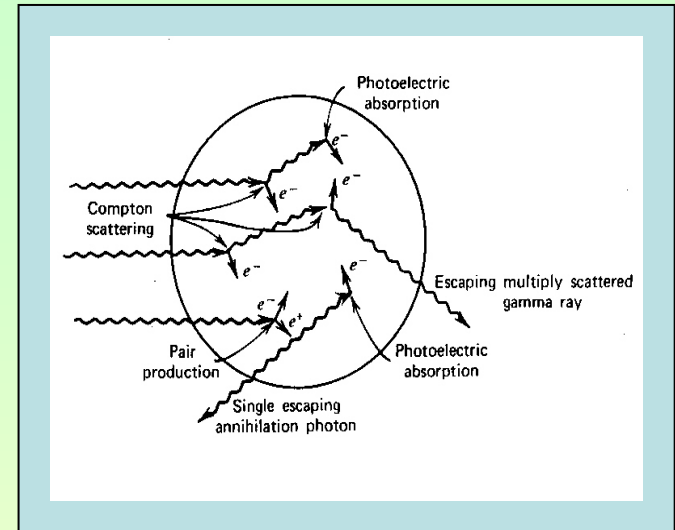 Photoelectric
absorption
e⁻
e⁻
e⁻
Compton
scattering
e⁻
e⁻
Escaping multiply scattered
gamma ray
e⁻
e⁺
Pair
production
Photoelectric
absorption
Single escaping
annihilation photon